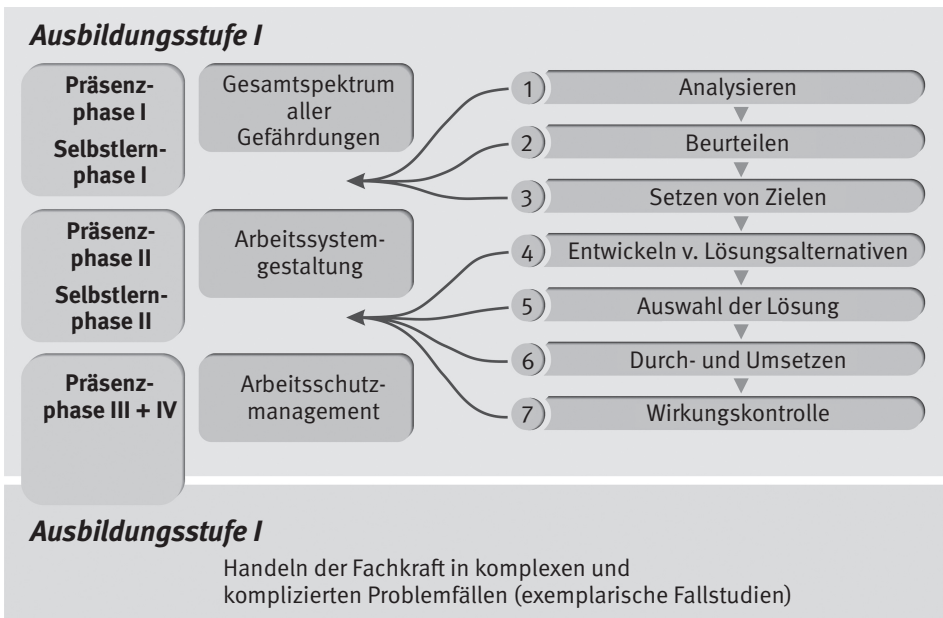 Ausbildungsstufe I
Präsenz-
phase I
Selbstlern-
phase I
Gesamtspektrum
aller
Gefährdungen
Präsenz-
phase II
Selbstlern-
phase II
Arbeitssystem-
gestaltung
Präsenz-
phase III + IV
Arbeitsschutz-
management
1 Analysieren
2 Beurteilen
3 Setzen von Zielen
4 Entwickeln v. Lösungsalternativen
5 Auswahl der Lösung
6 Durch- und Umsetzen
7 Wirkungskontrolle
Ausbildungsstufe I
Handeln der Fachkraft in komplexen und
komplizierten Problemfällen (exemplarische Fallstudien)